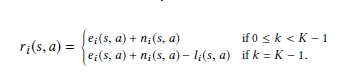 r_i(s, a) = { e_i(s, a) + n_i(s, a) if 0 ≤ k < K − 1
e_i(s, a) + n_i(s, a) − l_i(s, a) if k = K − 1.